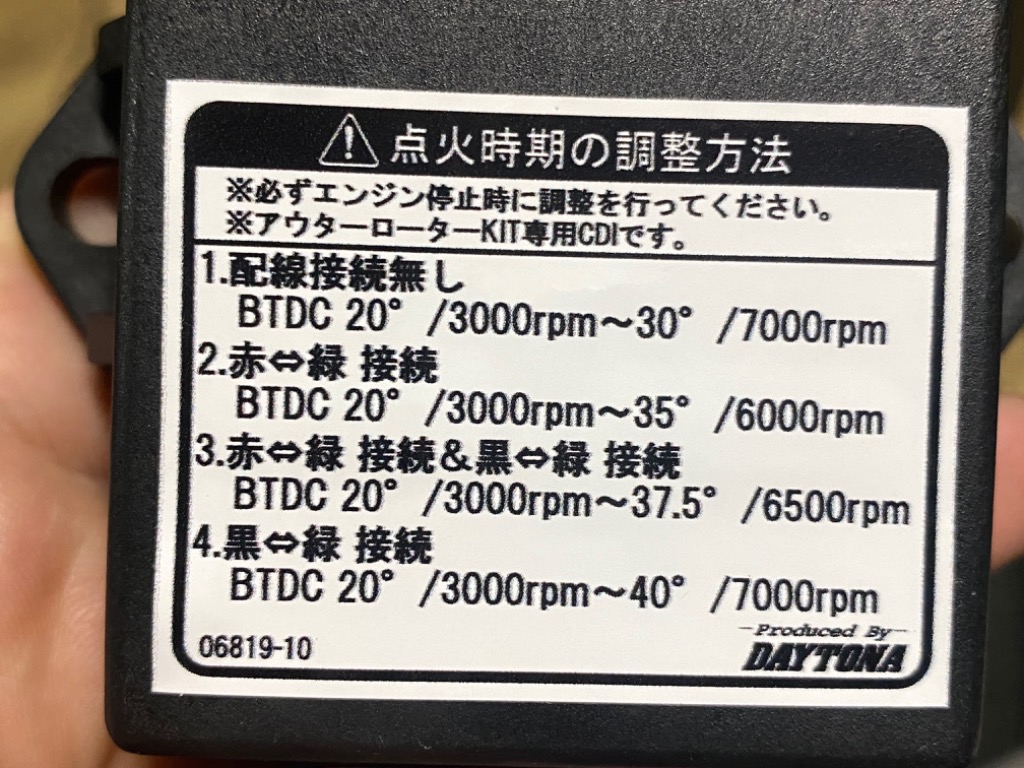 ⚠ 点火時期の調整方法
※必ずエンジン停止時に調整を行ってください。
※アウターローターKIT専用CDIです。
1.配線接続無し
BTDC 20° /3000rpm～30° /7000rpm
2.赤⇔緑 接続
BTDC 20° /3000rpm～35° /6000rpm
3.赤⇔緑 接続&黒⇔緑 接続
BTDC 20° /3000rpm～37.5° /6500rpm
4.黒⇔緑 接続
BTDC 20° /3000rpm～40° /7000rpm
06819-10
Produced By
DAYTONA